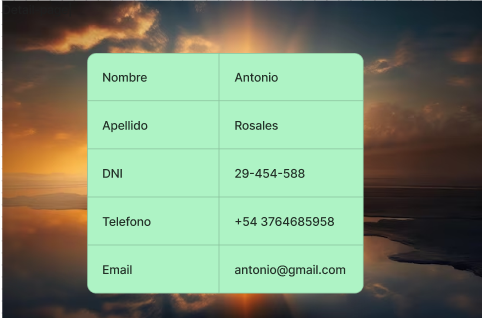 Nombre Antonio
Apellido Rosales
DNI 29-454-588
Telefono +54 3764685958
Email antonio@gmail.com